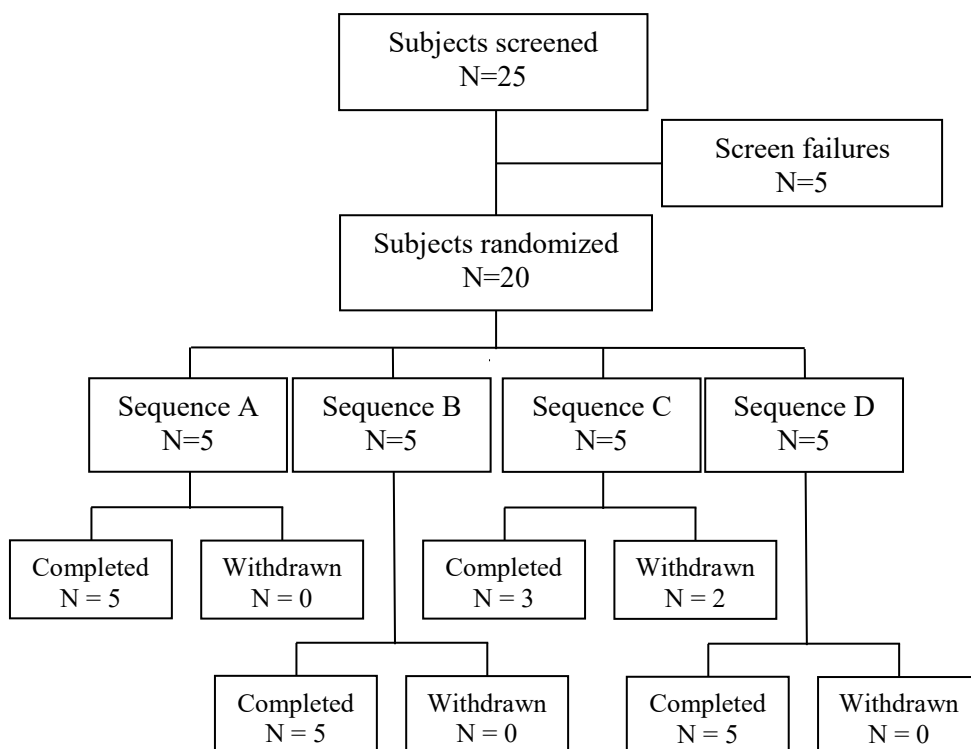 Subjects screened
N=25
Screen failures
N=5
Subjects randomized
N=20
Sequence A
N=5
Sequence B
N=5
Sequence C
N=5
Sequence D
N=5
Completed
N = 5
Withdrawn
N = 0
Completed
N = 3
Withdrawn
N = 2
Completed
N = 5
Withdrawn
N = 0
Completed
N = 5
Withdrawn
N = 0